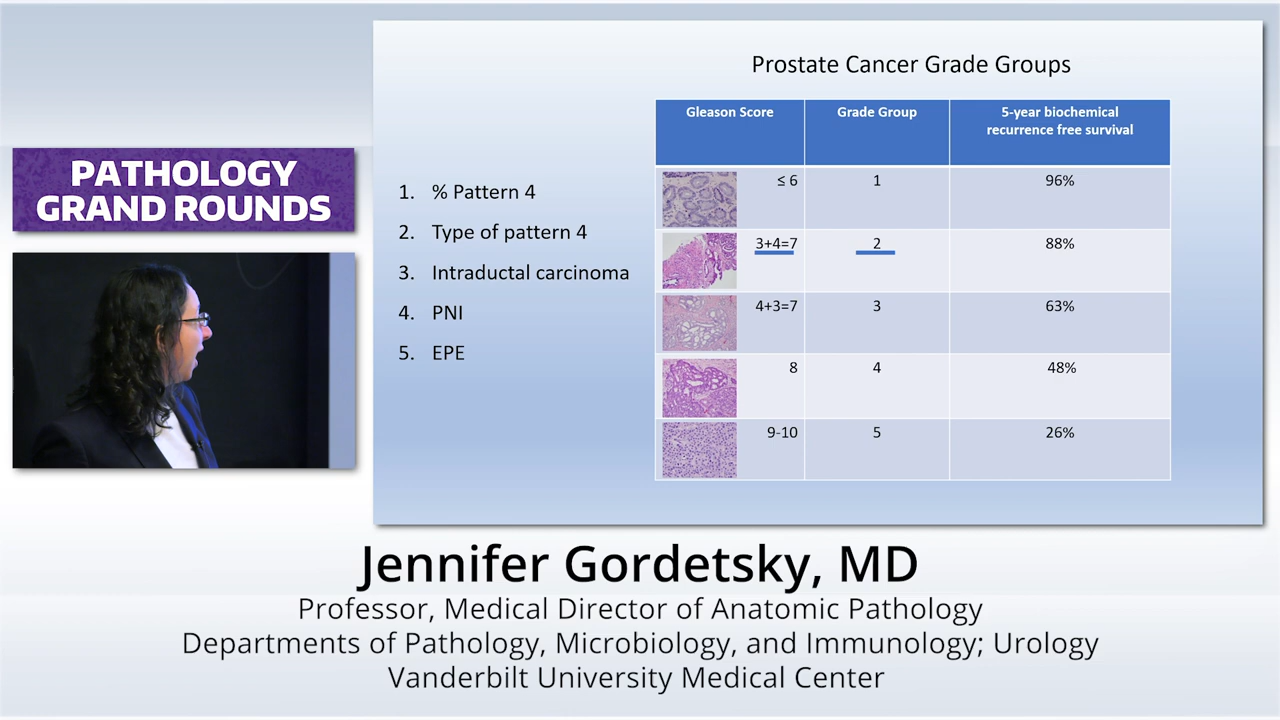 PATHOLOGY
GRAND ROUNDS
Prostate Cancer Grade Groups
1. % Pattern 4
2. Type of pattern 4
3. Intraductal carcinoma
4. PNI
5. EPE
Gleason Score Grade Group 5-year biochemical
recurrence free survival
≤ 6 1 96%
3+4=7 2 88%
4+3=7 3 63%
8 4 48%
9-10 5 26%
Jennifer Gordetsky, MD
Professor, Medical Director of Anatomic Pathology
Departments of Pathology, Microbiology, and Immunology; Urology
Vanderbilt University Medical Center